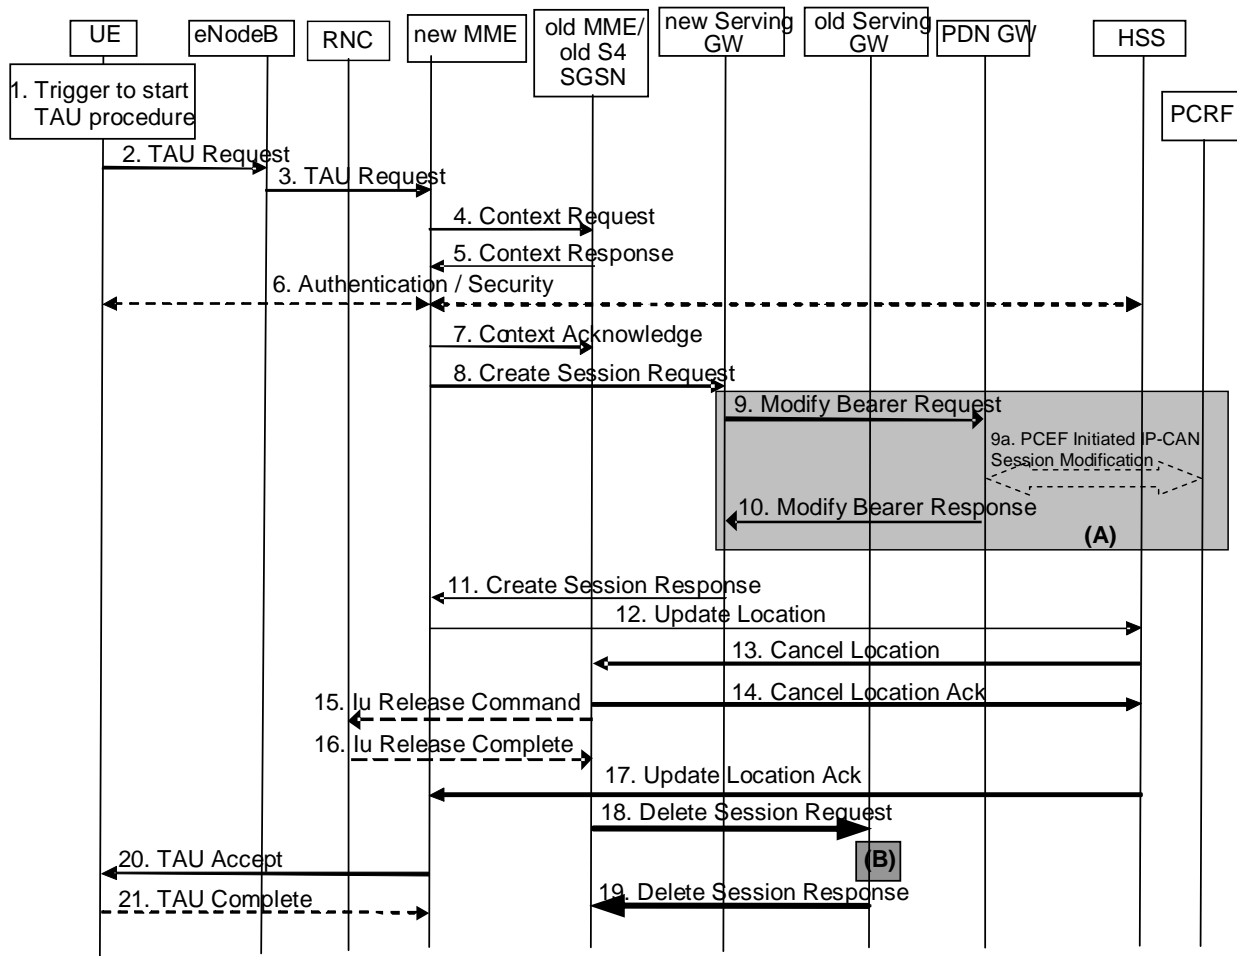 UE
eNodeB
RNC
new MME
old MME/
old S4
SGSN
new Serving
GW
old Serving
GW
PDN GW
HSS
PCRF
1. Trigger to start
TAU procedure
2. TAU Request
3. TAU Request
4. Context Request
5. Context Response
6. Authentication / Security
7. Context Acknowledge
8. Create Session Request
9. Modify Bearer Request
9a. PCEF Initiated IP-CAN
Session Modification
10. Modify Bearer Response
(A)
11. Create Session Response
12. Update Location
13. Cancel Location
14. Cancel Location Ack
15. Iu Release Command
16. Iu Release Complete
17. Update Location Ack
18. Delete Session Request
(B)
20. TAU Accept
19. Delete Session Response
21. TAU Complete